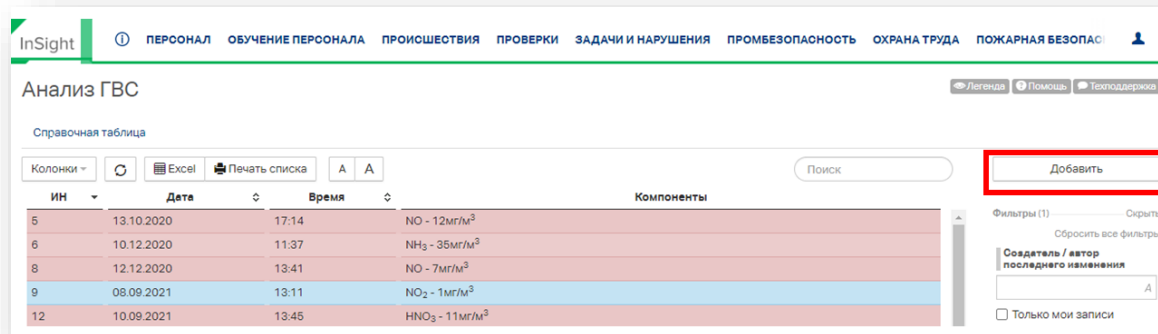 InSight ПЕРСОНАЛ ОБУЧЕНИЕ ПЕРСОНАЛА ПРОИСШЕСТВИЯ ПРОВЕРКИ ЗАДАЧИ И НАРУШЕНИЯ ПРОМБЕЗОПАСНОСТЬ ОХРАНА ТРУДА ПОЖАРНАЯ БЕЗОПАС
Анализ ГВС Легенда Помощь Техподдержка
Справочная таблица
Колонки Excel Печать списка A A Поиск Добавить
ИН Дата Время Компоненты
5 13.10.2020 17:14 NO - 12мг/м³
Фильтры (1) Скрыть
6 10.12.2020 11:37 NH₃ - 35мг/м³
Сбросить все фильтры
8 12.12.2020 13:41 NO - 7мг/м³
Создатель / автор
последнего изменения
9 08.09.2021 13:11 NO₂ - 1мг/м³
A
12 10.09.2021 13:45 HNO₃ - 11мг/м³
Только мои записи